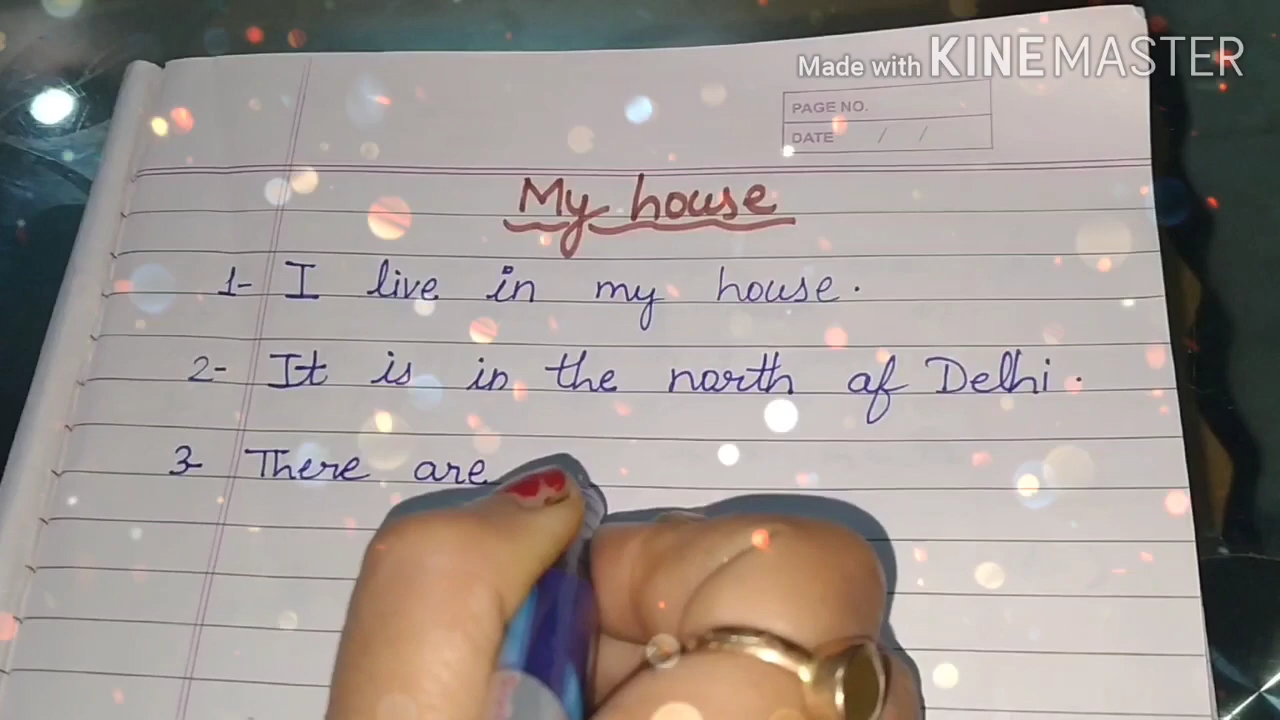 Made with KINEMASTER
PAGE NO.
DATE / /
My house
1- I live in my house.
2- It is in the north of Delhi.
3- There are